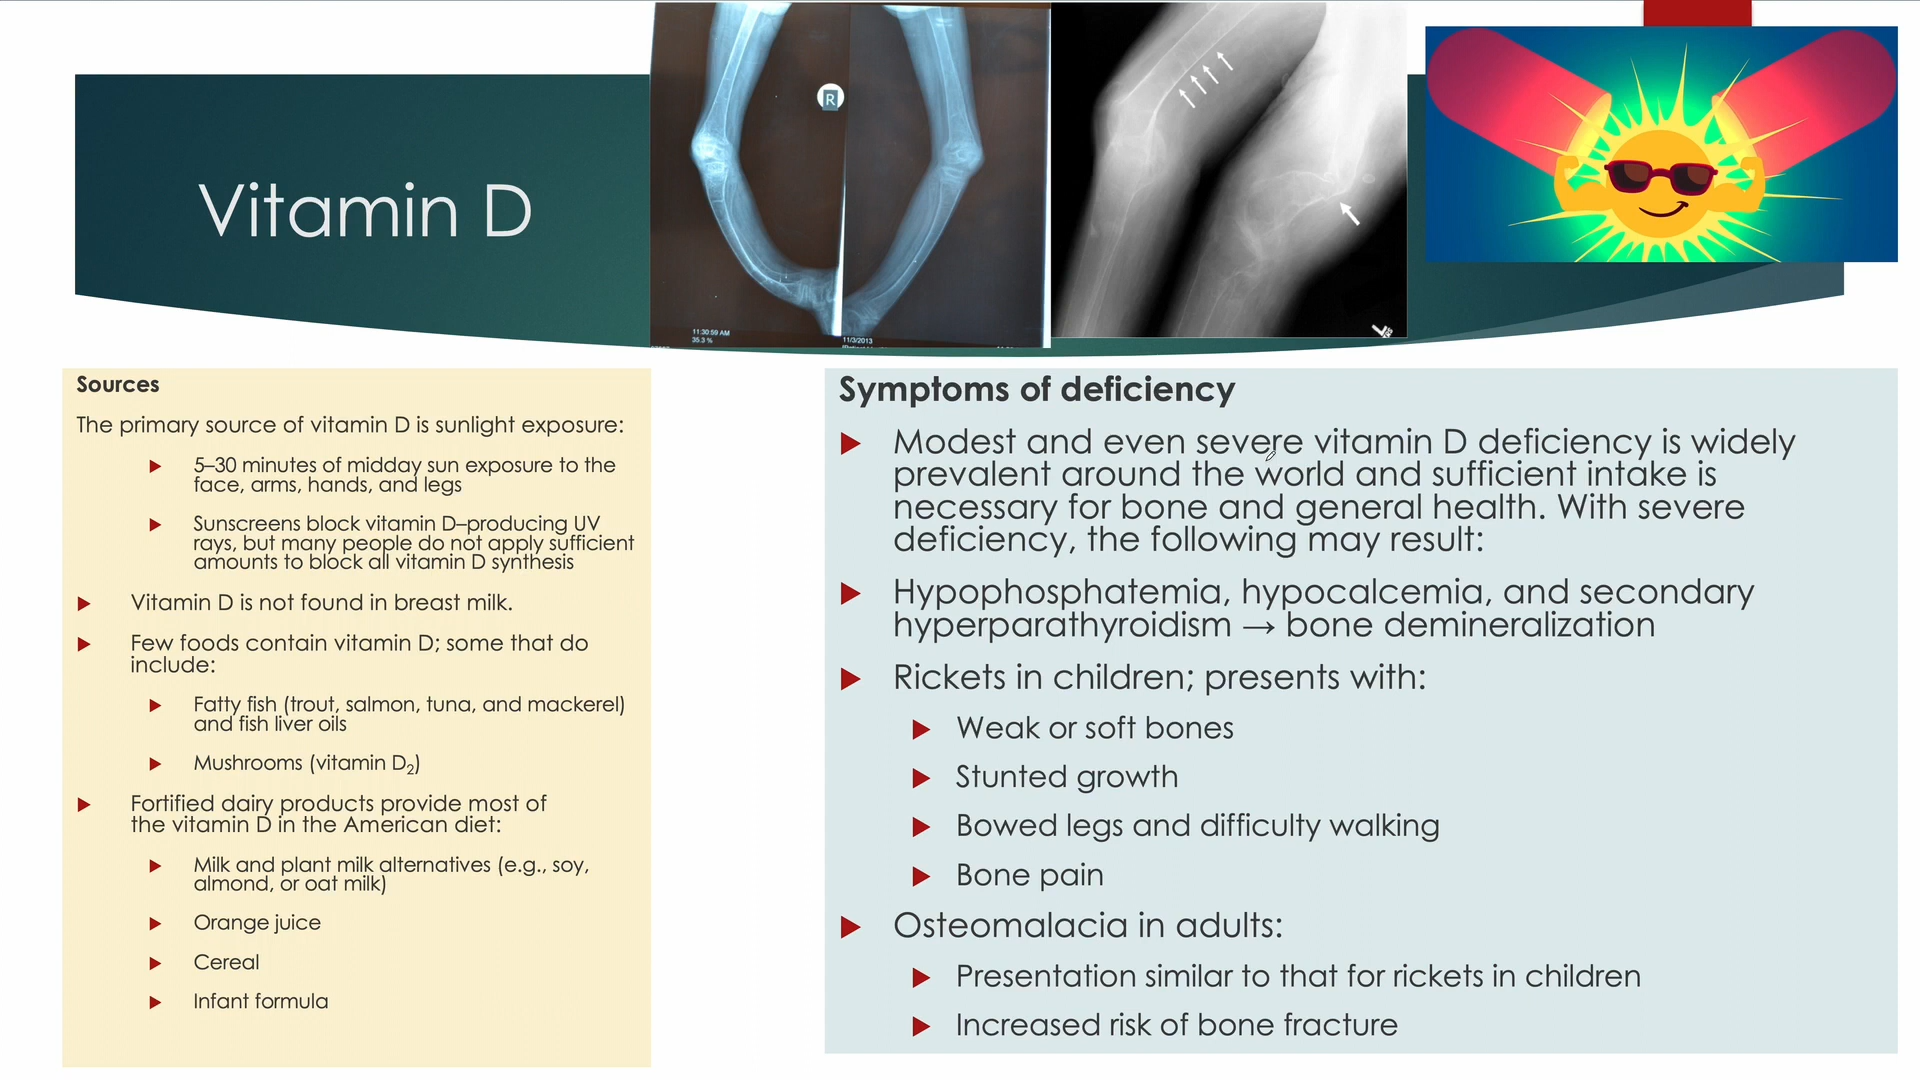 Vitamin D
R
11:30:59 AM
35.3 %
11/3/2013
Sources
The primary source of vitamin D is sunlight exposure:
5–30 minutes of midday sun exposure to the
face, arms, hands, and legs
Sunscreens block vitamin D–producing UV
rays, but many people do not apply sufficient
amounts to block all vitamin D synthesis
Vitamin D is not found in breast milk.
Few foods contain vitamin D; some that do
include:
Fatty fish (trout, salmon, tuna, and mackerel)
and fish liver oils
Mushrooms (vitamin D₂)
Fortified dairy products provide most of
the vitamin D in the American diet:
Milk and plant milk alternatives (e.g., soy,
almond, or oat milk)
Orange juice
Cereal
Infant formula
Symptoms of deficiency
Modest and even severe vitamin D deficiency is widely
prevalent around the world and sufficient intake is
necessary for bone and general health. With severe
deficiency, the following may result:
Hypophosphatemia, hypocalcemia, and secondary
hyperparathyroidism → bone demineralization
Rickets in children; presents with:
Weak or soft bones
Stunted growth
Bowed legs and difficulty walking
Bone pain
Osteomalacia in adults:
Presentation similar to that for rickets in children
Increased risk of bone fracture